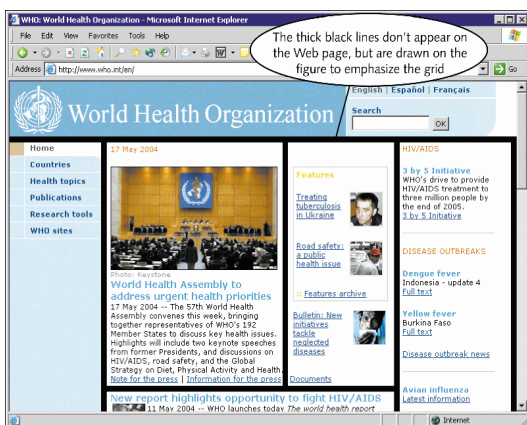 WHO: World Health Organization - Microsoft Internet Explorer
File Edit View Favorites Tools Help
The thick black lines don't appear on
the Web page, but are drawn on the
figure to emphasize the grid
Address http://www.who.int/en/
Go
World Health Organization
English | Español | Français
Search
OK
Home
Countries
Health topics
Publications
Research tools
WHO sites
17 May 2004
Photo: Keystone
World Health Assembly to
address urgent health priorities
17 May 2004 -- The 57th World Health
Assembly convenes this week, bringing
together representatives of WHO's 192
Member States to discuss key health issues.
Highlights will include two keynote speeches
from former Presidents, and discussions on
HIV/AIDS, road safety, and the Global
Strategy on Diet, Physical Activity and Health.
Note for the press | Information for the press
New report highlights opportunity to fight HIV/AIDS
11 May 2004 -- WHO launches today The world health report
Features
Treating
tuberculosis
in Ukraine
Road safety:
a public
health issue
:: Features archive
Bulletin: New
initiatives
tackle
neglected
diseases
Documents
HIV/AIDS
3 by 5 Initiative
WHO's drive to provide
HIV/AIDS treatment to
three million people by
the end of 2005.
3 by 5 Initiative
DISEASE OUTBREAKS
Dengue fever
Indonesia - update 4
Full text
Yellow fever
Burkina Faso
Full text
Disease outbreak news
Avian influenza
Latest information
Internet